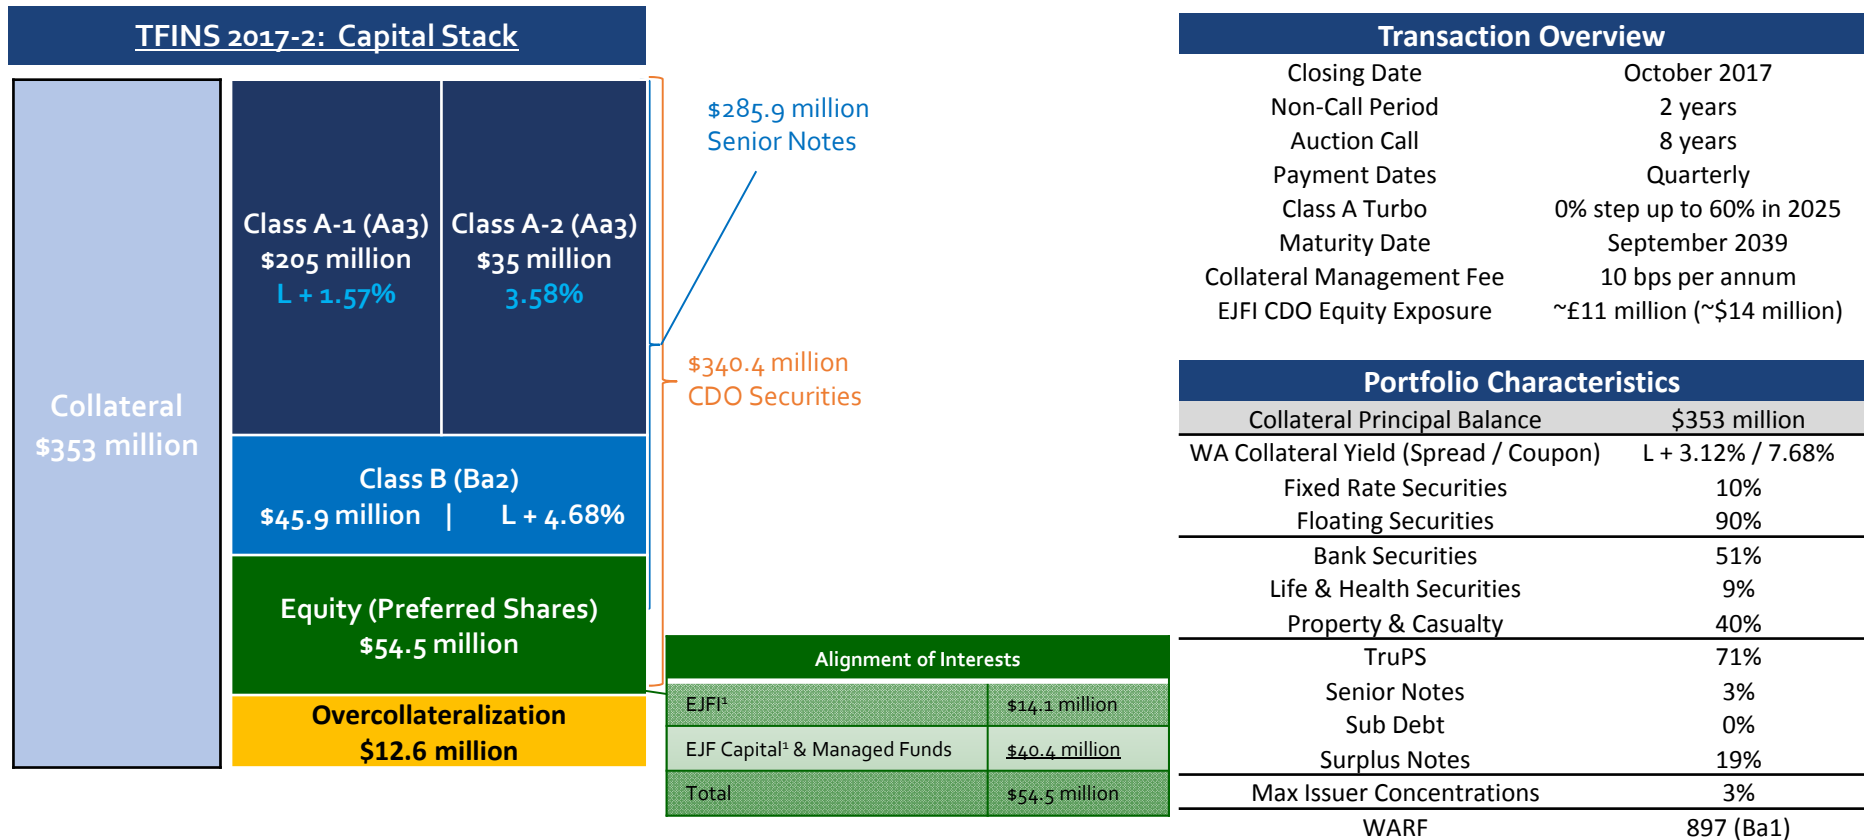 TFINS 2017-2: Capital Stack
Collateral
$353 million
Class A-1 (Aa3)
$205 million
L + 1.57%
Class A-2 (Aa3)
$35 million
3.58%
Class B (Ba2)
$45.9 million | L + 4.68%
Equity (Preferred Shares)
$54.5 million
Overcollateralization
$12.6 million
$285.9 million
Senior Notes
$340.4 million
CDO Securities
Alignment of Interests
EJFI¹ $14.1 million
EJF Capital¹ & Managed Funds $40.4 million
Total $54.5 million
Transaction Overview
Closing Date October 2017
Non-Call Period 2 years
Auction Call 8 years
Payment Dates Quarterly
Class A Turbo 0% step up to 60% in 2025
Maturity Date September 2039
Collateral Management Fee 10 bps per annum
EJFI CDO Equity Exposure ~£11 million (~$14 million)
Portfolio Characteristics
Collateral Principal Balance $353 million
WA Collateral Yield (Spread / Coupon) L + 3.12% / 7.68%
Fixed Rate Securities 10%
Floating Securities 90%
Bank Securities 51%
Life & Health Securities 9%
Property & Casualty 40%
TruPS 71%
Senior Notes 3%
Sub Debt 0%
Surplus Notes 19%
Max Issuer Concentrations 3%
WARF 897 (Ba1)